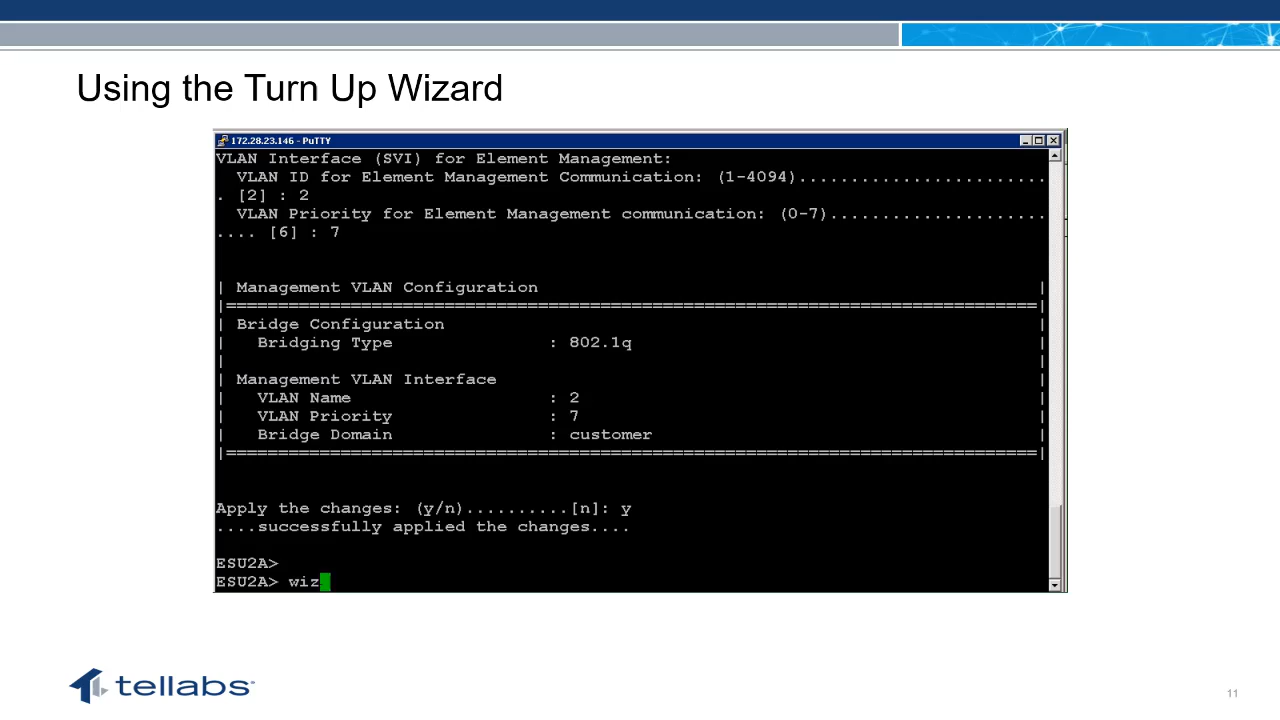 Using the Turn Up Wizard
172.28.23.146 - PuTTY
VLAN Interface (SVI) for Element Management:
VLAN ID for Element Management Communication: (1-4094)........................
. [2] : 2
VLAN Priority for Element Management communication: (0-7).....................
.... [6] : 7
| Management VLAN Configuration |
|==============================================================================|
| Bridge Configuration |
| Bridging Type : 802.1q |
| |
| Management VLAN Interface |
| VLAN Name : 2 |
| VLAN Priority : 7 |
| Bridge Domain : customer |
|==============================================================================|
Apply the changes: (y/n)..........[n]: y
....successfully applied the changes....
ESU2A>
ESU2A> wiz
tellabs
11